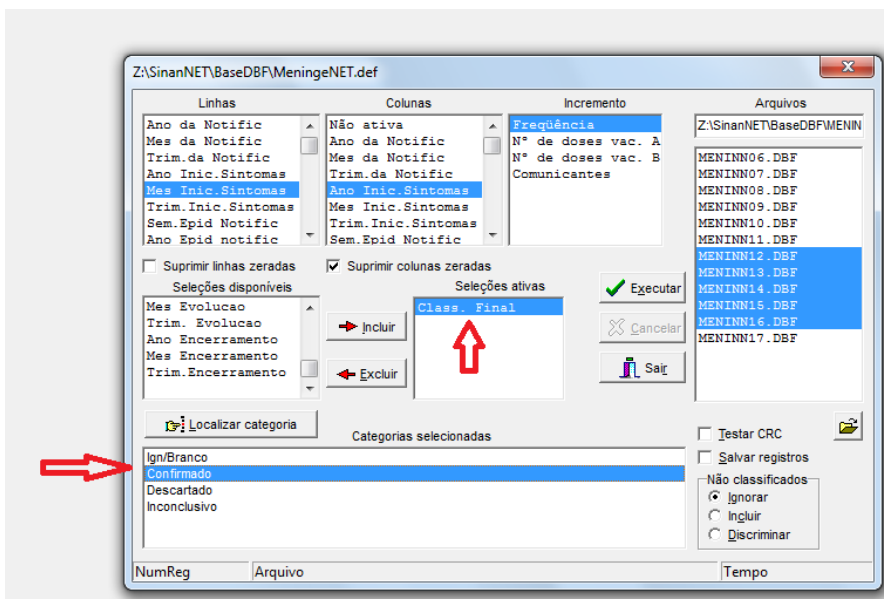 Z:\SinanNET\BaseDBF\MeningeNET.def
Linhas
Ano da Notific
Mes da Notific
Trim.da Notific
Ano Inic.Sintomas
Mes Inic.Sintomas
Trim.Inic.Sintomas
Sem.Epid Notific
Ano Epid notific
Suprimir linhas zeradas
Colunas
Não ativa
Ano da Notific
Mes da Notific
Trim.da Notific
Ano Inic.Sintomas
Mes Inic.Sintomas
Trim.Inic.Sintomas
Sem.Epid Notific
Suprimir colunas zeradas
Incremento
Freqüência
N° de doses vac. A
N° de doses vac. B
Comunicantes
Arquivos
Z:\SinanNET\BaseDBF\MENIN
MENINN06.DBF
MENINN07.DBF
MENINN08.DBF
MENINN09.DBF
MENINN10.DBF
MENINN11.DBF
MENINN12.DBF
MENINN13.DBF
MENINN14.DBF
MENINN15.DBF
MENINN16.DBF
MENINN17.DBF
Seleções disponíveis
Mes Evolucao
Trim. Evolucao
Ano Encerramento
Mes Encerramento
Trim.Encerramento
Incluir
Excluir
Seleções ativas
Class. Final
Executar
Cancelar
Sair
Localizar categoria
Categorias selecionadas
Ign/Branco
Confirmado
Descartado
Inconclusivo
Testar CRC
Salvar registros
Não classificados
Ignorar
Incluir
Discriminar
NumReg
Arquivo
Tempo